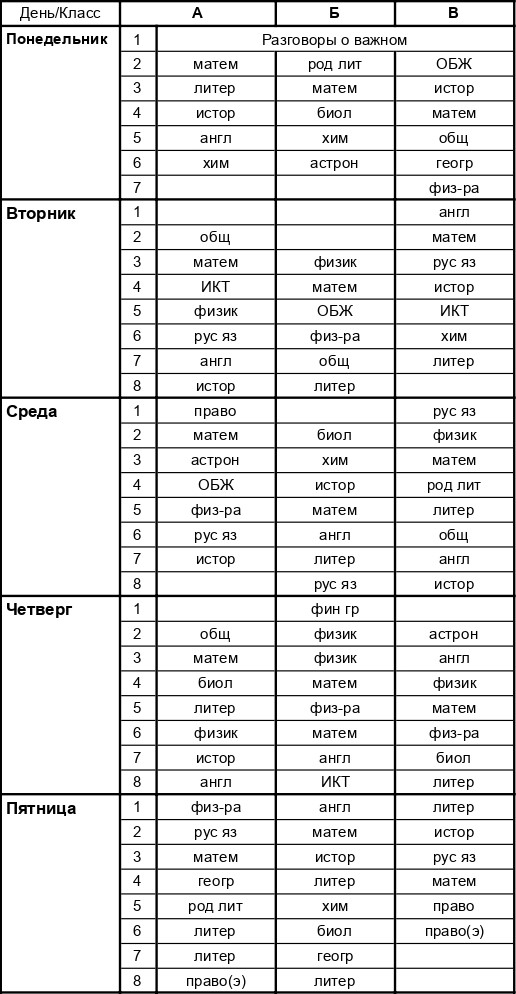 День/Класс А Б В
Понедельник 1 Разговоры о важном
2 матем род лит ОБЖ
3 литер матем истор
4 истор биол матем
5 англ хим общ
6 хим астрон геогр
7 физ-ра
Вторник 1 англ
2 общ матем
3 матем физик рус яз
4 ИКТ матем истор
5 физик ОБЖ ИКТ
6 рус яз физ-ра хим
7 англ общ литер
8 истор литер
Среда 1 право рус яз
2 матем биол физик
3 астрон хим матем
4 ОБЖ истор род лит
5 физ-ра матем литер
6 рус яз англ общ
7 истор литер англ
8 рус яз истор
Четверг 1 фин гр
2 общ физик астрон
3 матем физик англ
4 биол матем физик
5 литер физ-ра матем
6 физик матем физ-ра
7 истор англ биол
8 англ ИКТ литер
Пятница 1 физ-ра англ литер
2 рус яз матем истор
3 матем истор рус яз
4 геогр литер матем
5 род лит хим право
6 литер биол право(э)
7 литер геогр
8 право(э) литер